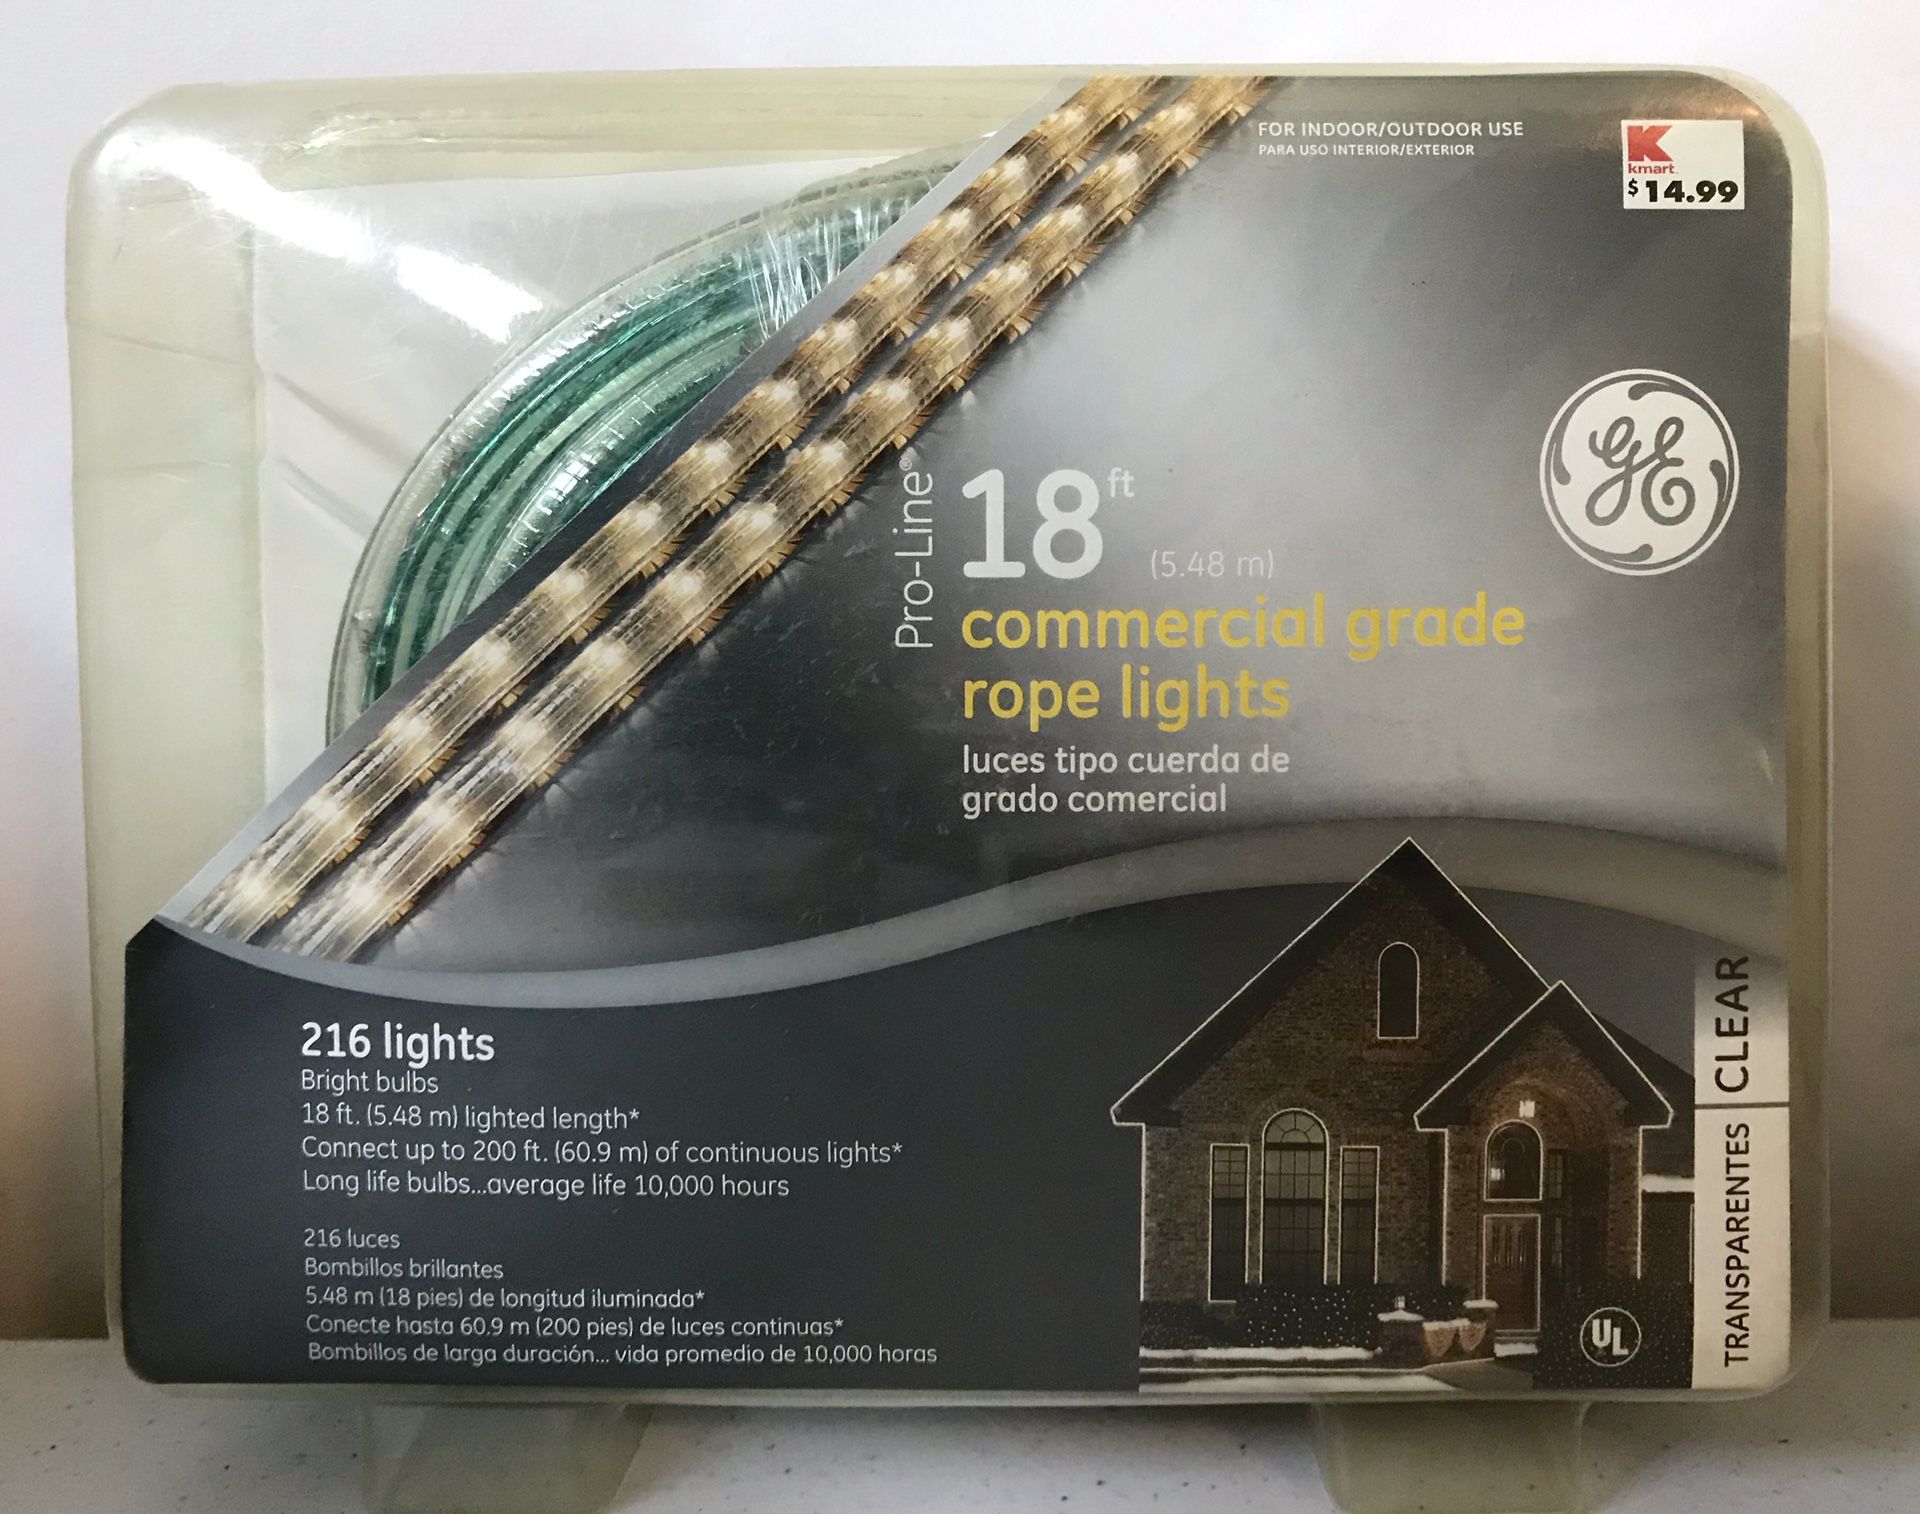 FOR INDOOR/OUTDOOR USE
PARA USO INTERIOR/EXTERIOR
K
kmart
$14.99
GE
Pro-Line®
18 ft
(5.48 m)
commercial grade
rope lights
luces tipo cuerda de
grado comercial
216 lights
Bright bulbs
18 ft. (5.48 m) lighted length*
Connect up to 200 ft. (60.9 m) of continuous lights*
Long life bulbs...average life 10,000 hours
216 luces
Bombillos brillantes
5.48 m (18 pies) de longitud iluminada*
Conecte hasta 60.9 m (200 pies) de luces continuas*
Bombillos de larga duración... vida promedio de 10,000 horas
UL
TRANSPARENTES | CLEAR